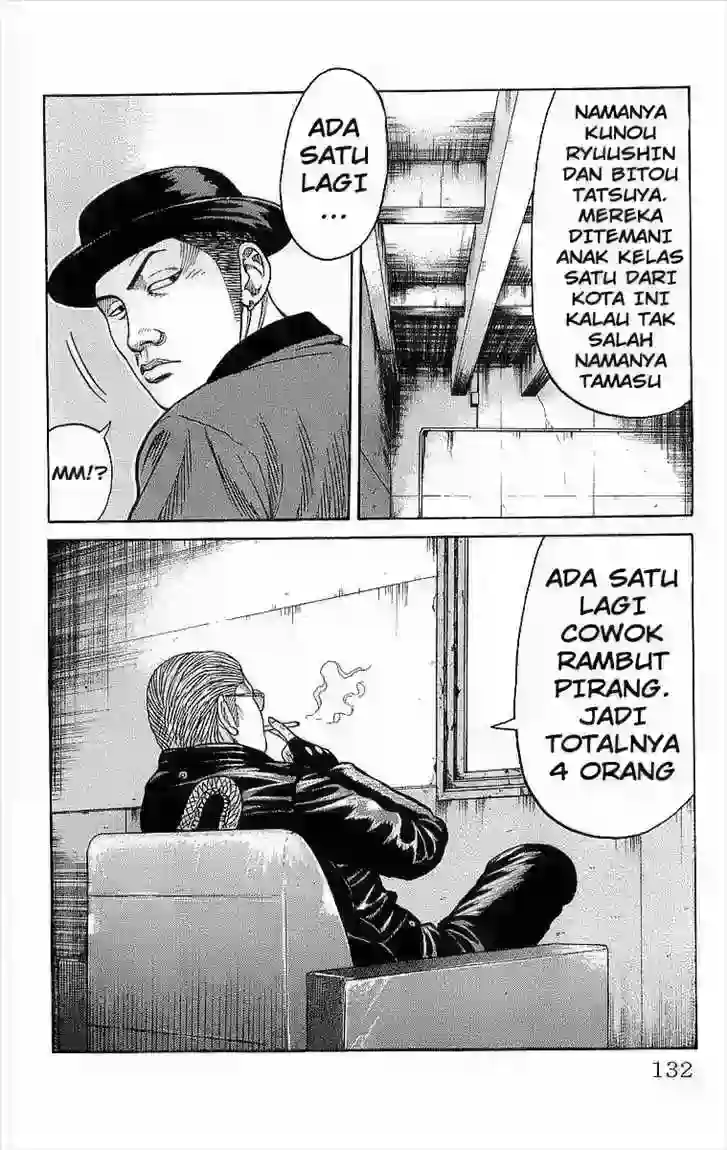 NAMANYA
KUNOU
RYUUSHIN
DAN BITOU
TATSUYA.
MEREKA
DITEMANI
ANAK KELAS
SATU DARI
KOTA INI
KALAU TAK
SALAH
NAMANYA
TAMASU
ADA
SATU
LAGI
...
MM!?
ADA SATU
LAGI
COWOK
RAMBUT
PIRANG.
JADI
TOTALNYA
4 ORANG
132